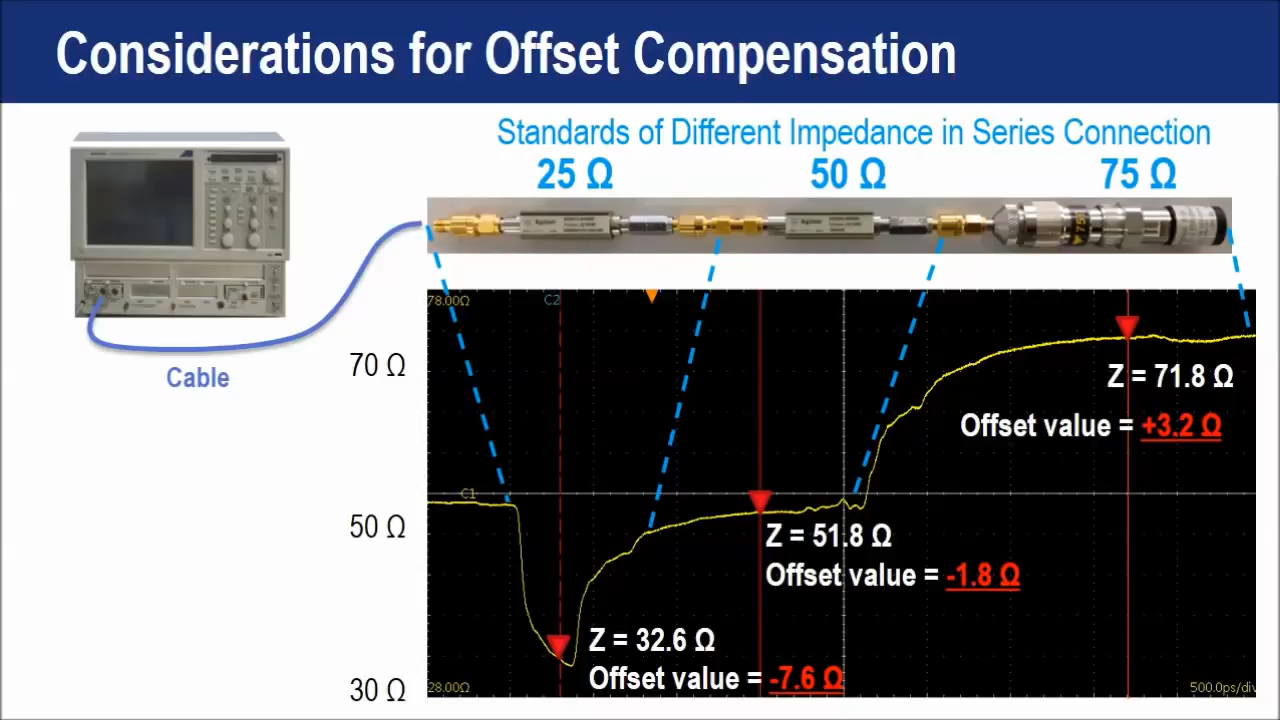 Considerations for Offset Compensation
Standards of Different Impedance in Series Connection
25 Ω
50 Ω
75 Ω
Cable
78.00Ω
C2
70 Ω
Z = 71.8 Ω
Offset value = +3.2 Ω
C1
50 Ω
Z = 51.8 Ω
Offset value = -1.8 Ω
Z = 32.6 Ω
Offset value = -7.6 Ω
30 Ω
28.00Ω
500.0ps/div